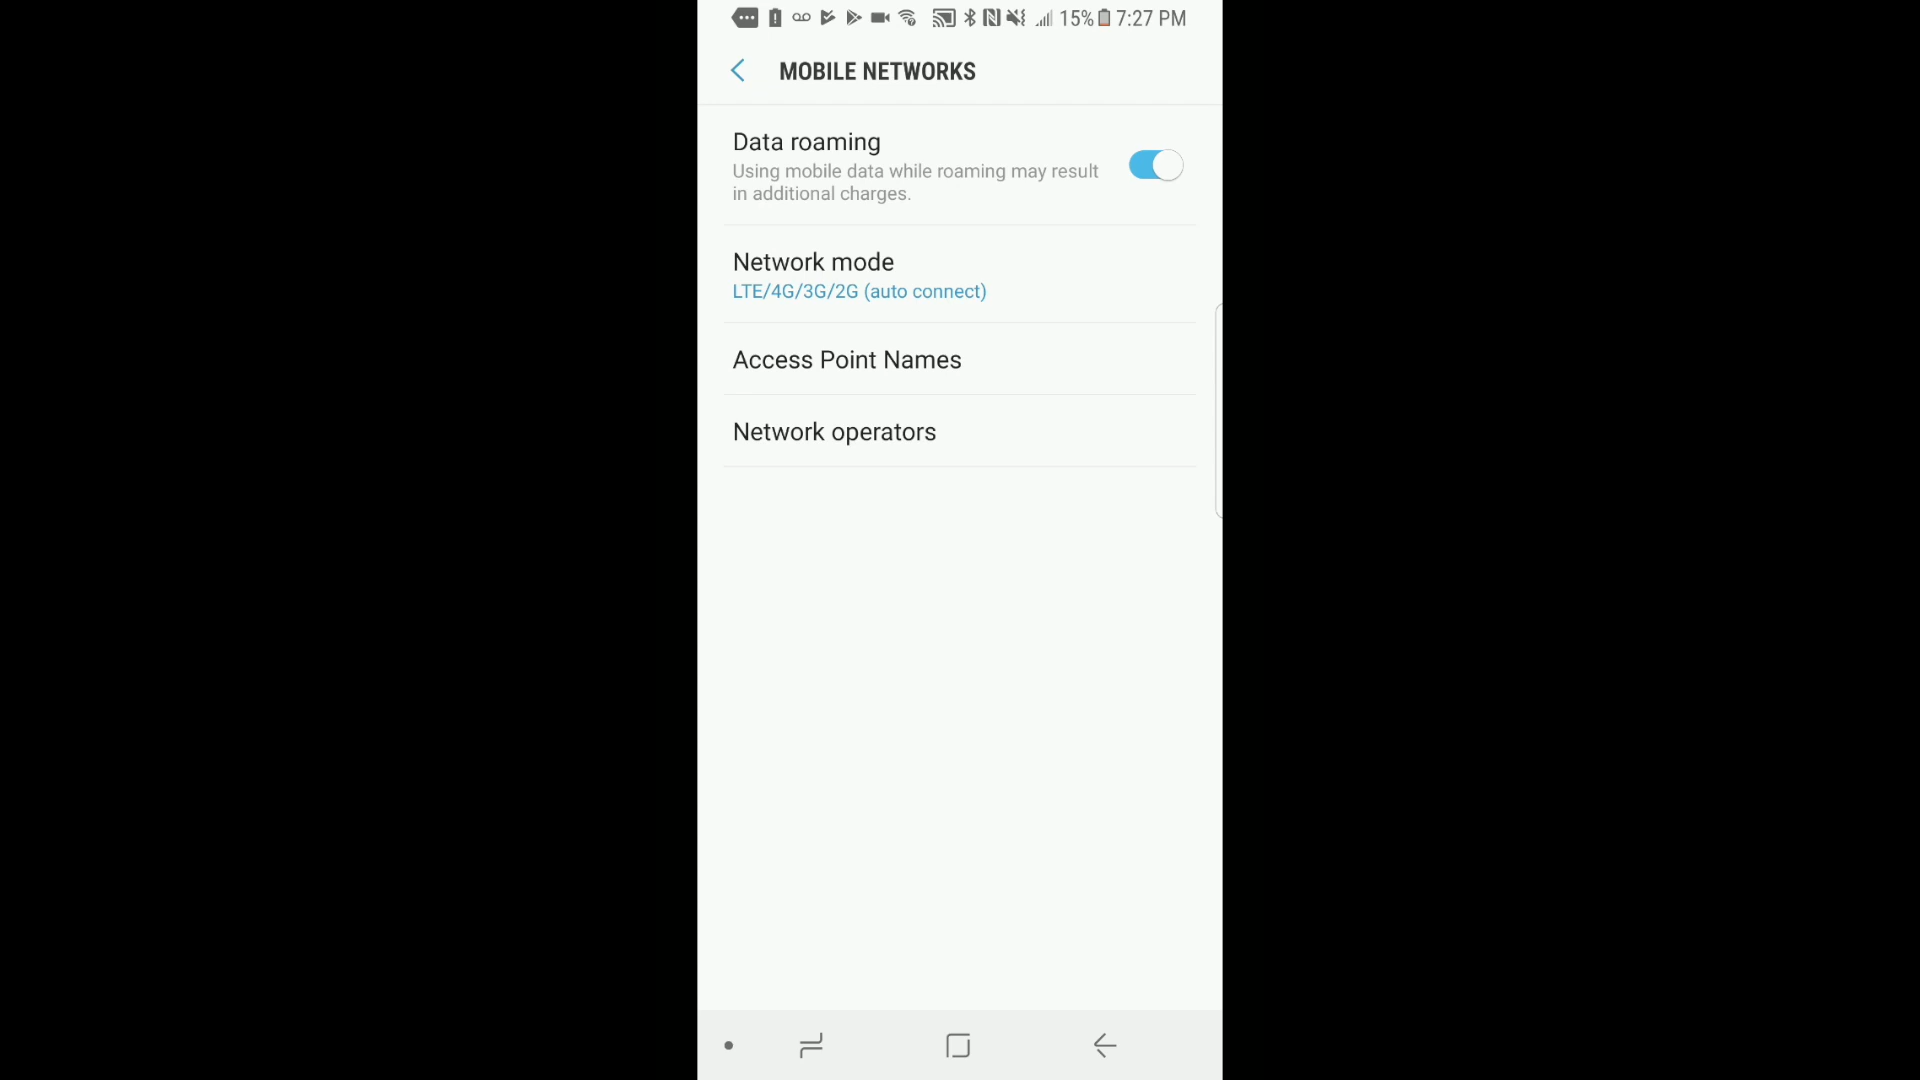 15% 7:27 PM
MOBILE NETWORKS
Data roaming
Using mobile data while roaming may result
in additional charges.
Network mode
LTE/4G/3G/2G (auto connect)
Access Point Names
Network operators